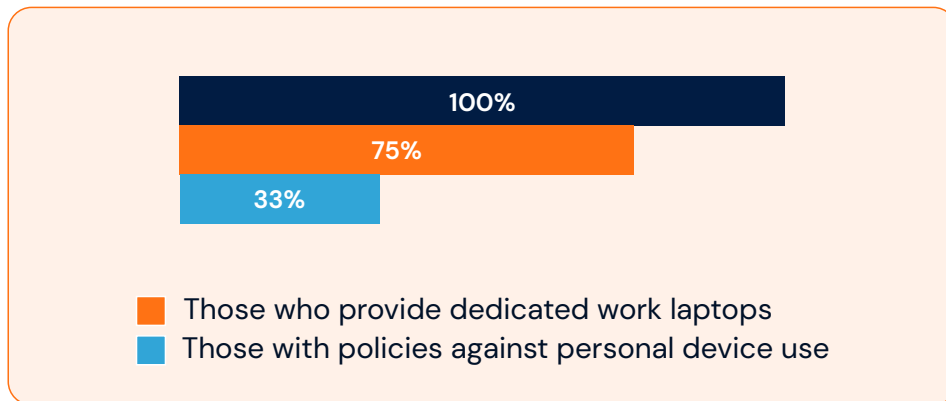 100%
75%
33%
Those who provide dedicated work laptops
Those with policies against personal device use